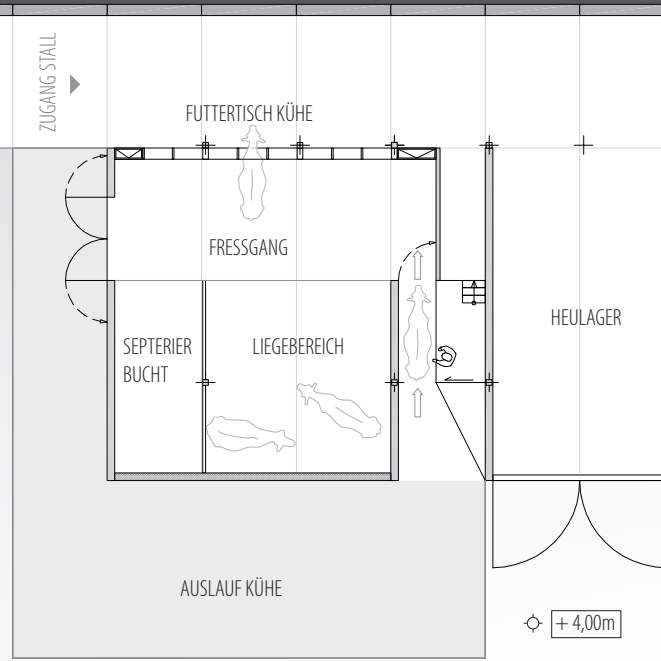 ZUGANG STALL
FUTTERTISCH KÜHE
FRESSGANG
SEPTERIER
BUCHT
LIEGEBEREICH
HEULAGER
AUSLAUF KÜHE
+ 4,00m